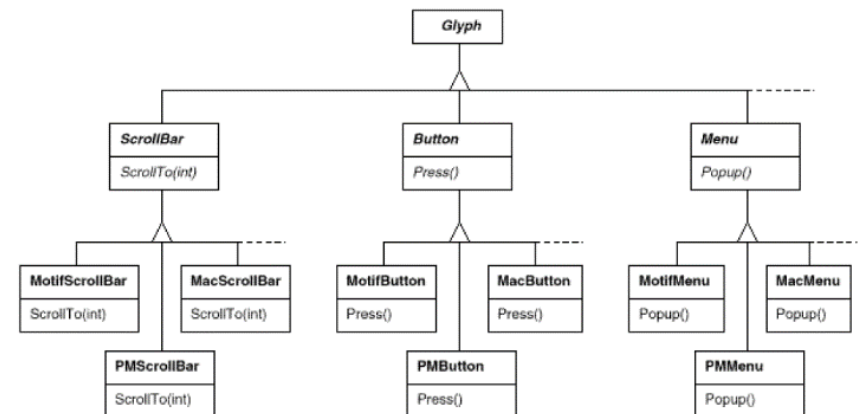 Glyph
ScrollBar
ScrollTo(int)
Button
Press()
Menu
Popup()
MotifScrollBar
ScrollTo(int)
MacScrollBar
ScrollTo(int)
MotifButton
Press()
MacButton
Press()
MotifMenu
Popup()
MacMenu
Popup()
PMScrollBar
ScrollTo(int)
PMButton
Press()
PMMenu
Popup()